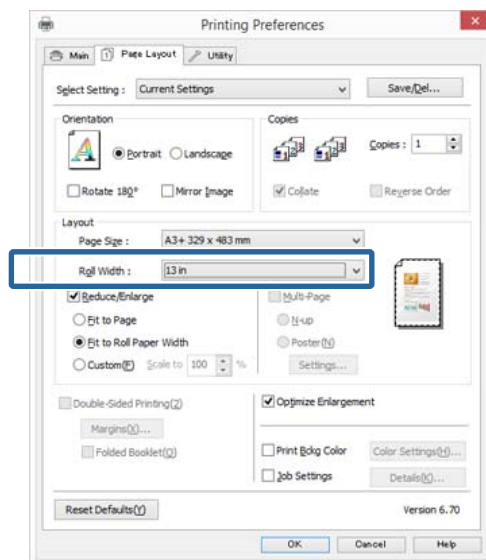 Printing Preferences
Main Page Layout Utility
Select Setting : Current Settings Save/Del...
Orientation
Portrait Landscape
Rotate 180° Mirror Image
Copies
Copies : 1
Collate Reverse Order
Layout
Page Size : A3+ 329 x 483 mm
Roll Width : 13 in
Reduce/Enlarge
Fit to Page
Fit to Roll Paper Width
Custom(F) Scale to 100 %
Multi-Page
N-up
Poster(N)
Settings...
Double-Sided Printing(2)
Margins(X)...
Folded Booklet(Q)
Optimize Enlargement
Print Bckg Color Color Settings(H)...
Job Settings Details(K)...
Reset Defaults(Y) Version 6.70
OK Cancel Help